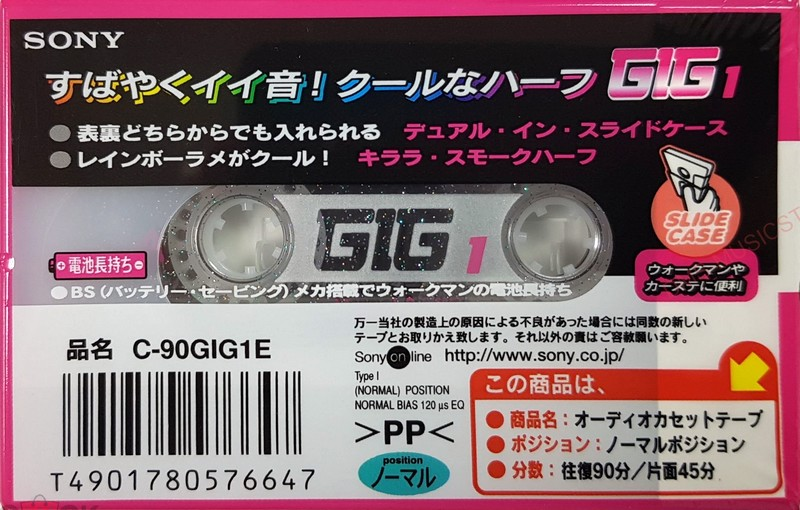 SONY
すばやくイイ音！クールなハーフ GIG1
●表裏どちらからでも入れられる デュアル・イン・スライドケース
●レインボーラメがクール！ キララ・スモークハーフ
SLIDE
CASE
GIG 1
ウォークマンや
カーステに便利
+電池長持ち-
●BS（バッテリー・セービング）メカ搭載でウォークマンの電池長持ち
万一当社の製造上の原因による不良があった場合には同数の新しい
テープとお取りかえ致します。それ以外の責はご容赦願います。
品名 C-90GIG1E
Sony online http://www.sony.co.jp/
Type I
(NORMAL) POSITION
NORMAL BIAS 120 µs EQ
>PP<
position
ノーマル
この商品は、
●商品名：オーディオカセットテープ
●ポジション：ノーマルポジション
●分数：往復90分／片面45分
T4901780576647